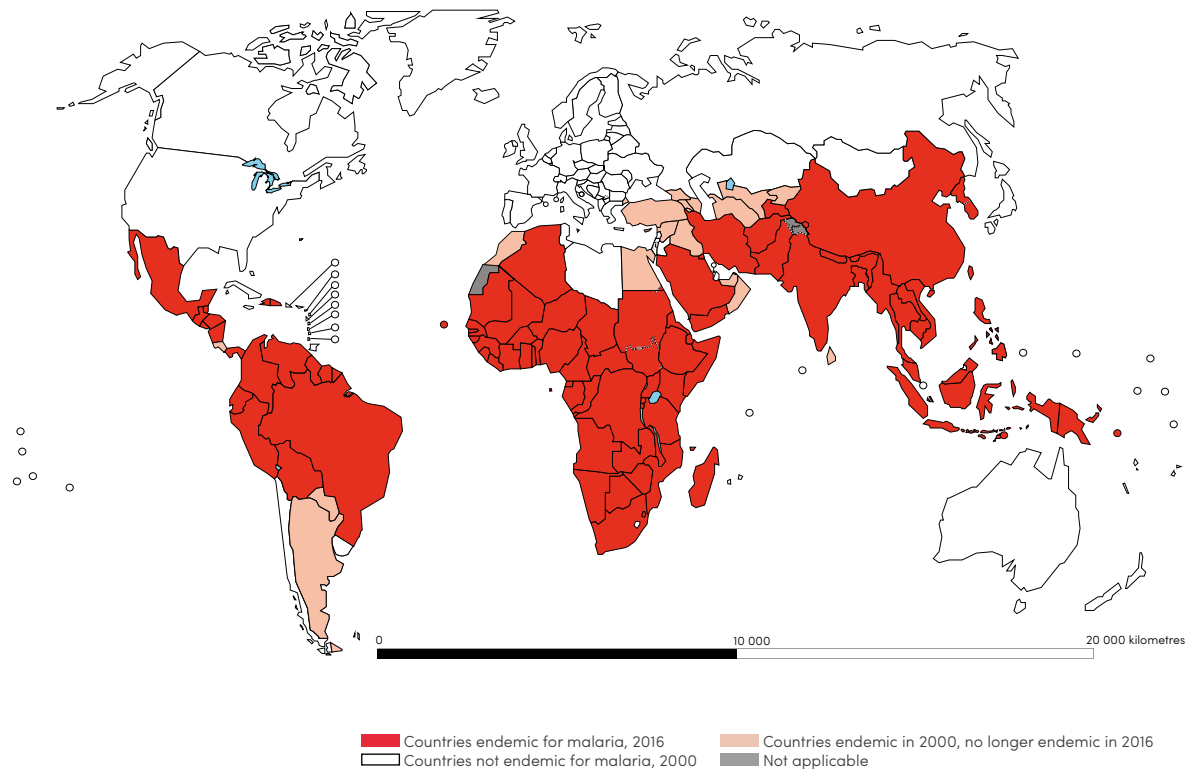 0 10 000 20 000 kilometres
Countries endemic for malaria, 2016 Countries endemic in 2000, no longer endemic in 2016
Countries not endemic for malaria, 2000 Not applicable